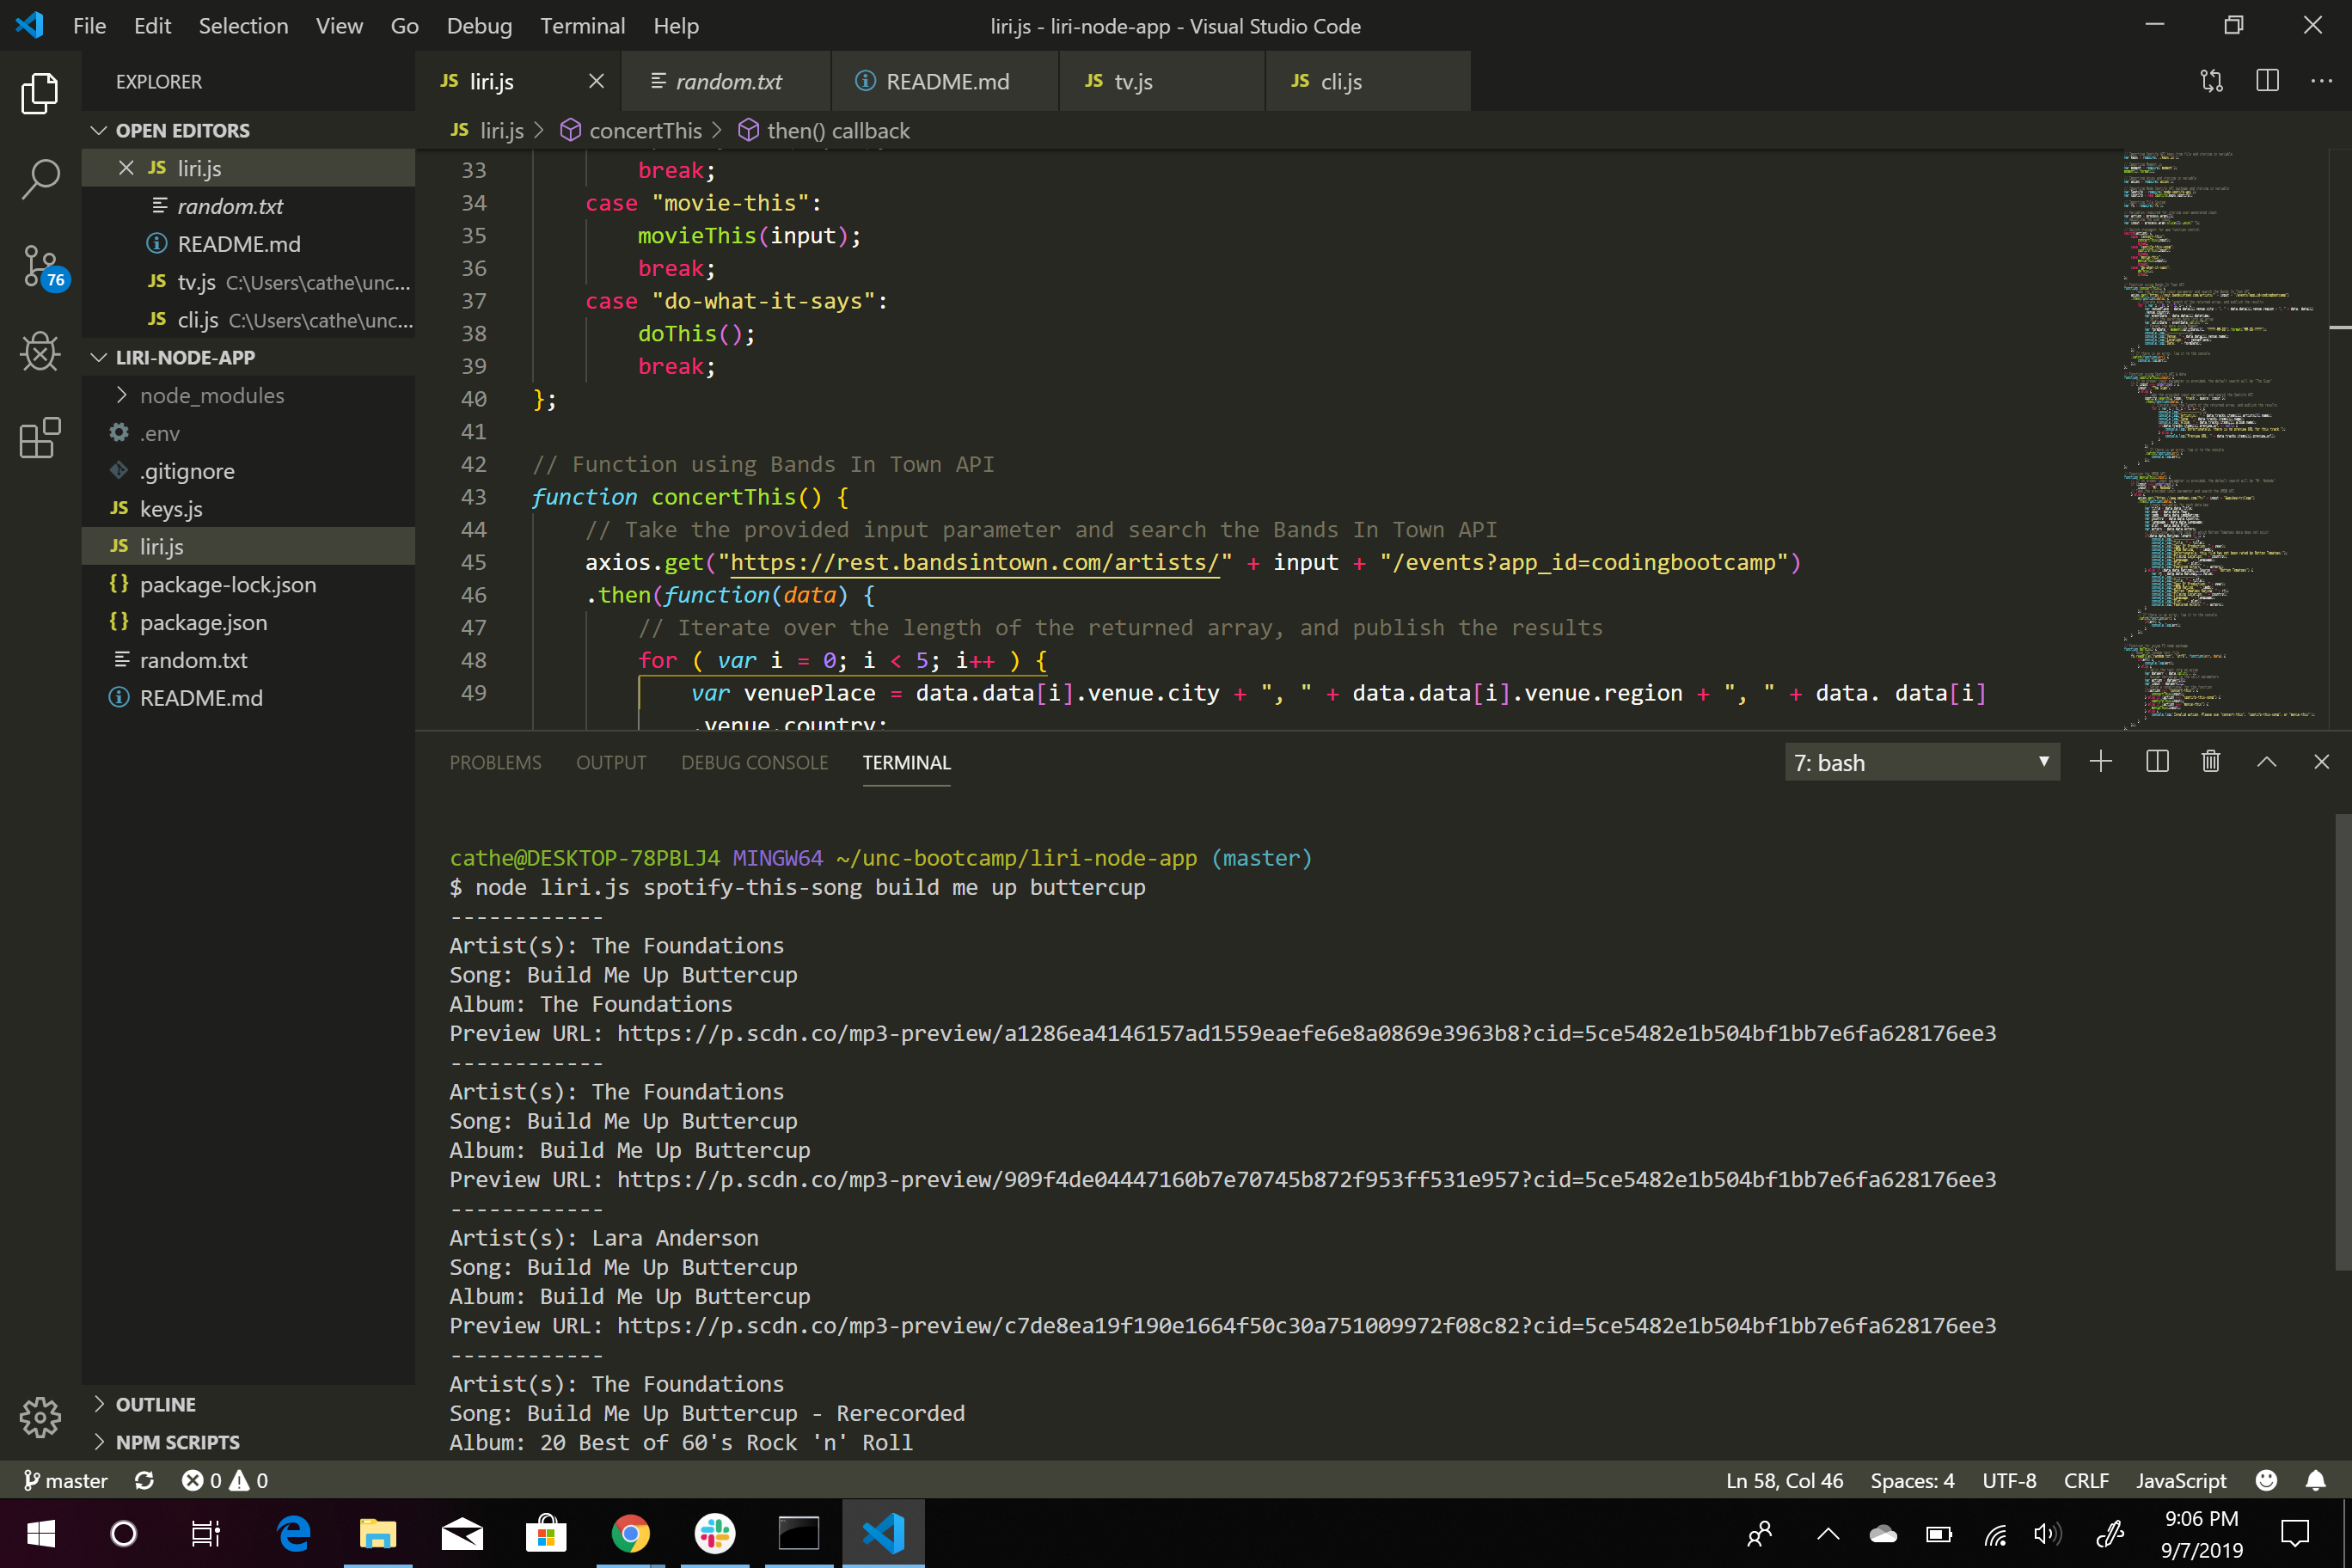 File Edit Selection View Go Debug Terminal Help
liri.js - liri-node-app - Visual Studio Code
EXPLORER
OPEN EDITORS
JS liri.js
random.txt
README.md
JS tv.js C:\Users\cathe\unc...
JS cli.js C:\Users\cathe\unc...
76
LIRI-NODE-APP
node_modules
.env
.gitignore
JS keys.js
JS liri.js
{} package-lock.json
{} package.json
random.txt
README.md
OUTLINE
NPM SCRIPTS
JS liri.js random.txt README.md JS tv.js JS cli.js
JS liri.js > concertThis > then() callback
33 break;
34 case "movie-this":
35 movieThis(input);
36 break;
37 case "do-what-it-says":
38 doThis();
39 break;
40 };
41
42 // Function using Bands In Town API
43 function concertThis() {
44 // Take the provided input parameter and search the Bands In Town API
45 axios.get("https://rest.bandsintown.com/artists/" + input + "/events?app_id=codingbootcamp")
46 .then(function(data) {
47 // Iterate over the length of the returned array, and publish the results
48 for ( var i = 0; i < 5; i++ ) {
49 var venuePlace = data.data[i].venue.city + ", " + data.data[i].venue.region + ", " + data. data[i]
.venue.country;
PROBLEMS OUTPUT DEBUG CONSOLE TERMINAL
7: bash
cathe@DESKTOP-78PBLJ4 MINGW64 ~/unc-bootcamp/liri-node-app (master)
$ node liri.js spotify-this-song build me up buttercup
------------
Artist(s): The Foundations
Song: Build Me Up Buttercup
Album: The Foundations
Preview URL: https://p.scdn.co/mp3-preview/a1286ea4146157ad1559eaefe6e8a0869e3963b8?cid=5ce5482e1b504bf1bb7e6fa628176ee3
------------
Artist(s): The Foundations
Song: Build Me Up Buttercup
Album: Build Me Up Buttercup
Preview URL: https://p.scdn.co/mp3-preview/909f4de04447160b7e70745b872f953ff531e957?cid=5ce5482e1b504bf1bb7e6fa628176ee3
------------
Artist(s): Lara Anderson
Song: Build Me Up Buttercup
Album: Build Me Up Buttercup
Preview URL: https://p.scdn.co/mp3-preview/c7de8ea19f190e1664f50c30a751009972f08c82?cid=5ce5482e1b504bf1bb7e6fa628176ee3
------------
Artist(s): The Foundations
Song: Build Me Up Buttercup - Rerecorded
Album: 20 Best of 60's Rock 'n' Roll
master 0 0
Ln 58, Col 46 Spaces: 4 UTF-8 CRLF JavaScript
9:06 PM
9/7/2019